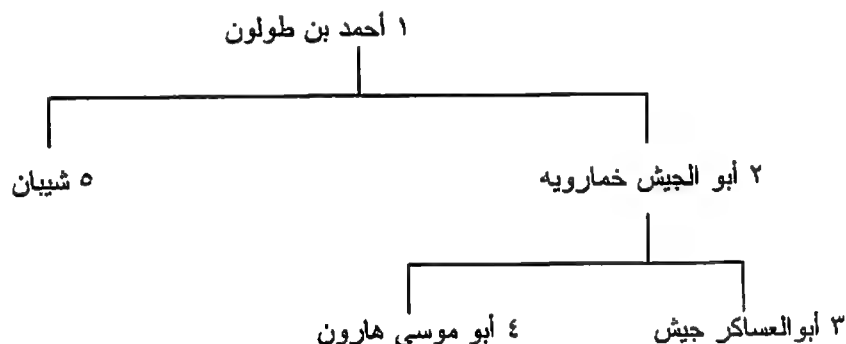 ١ أحمد بن طولون
٢ أبو الجيش خمارويه
٥ شيبان
٣ أبوالعساكر جيش
٤ أبو موسى هارون